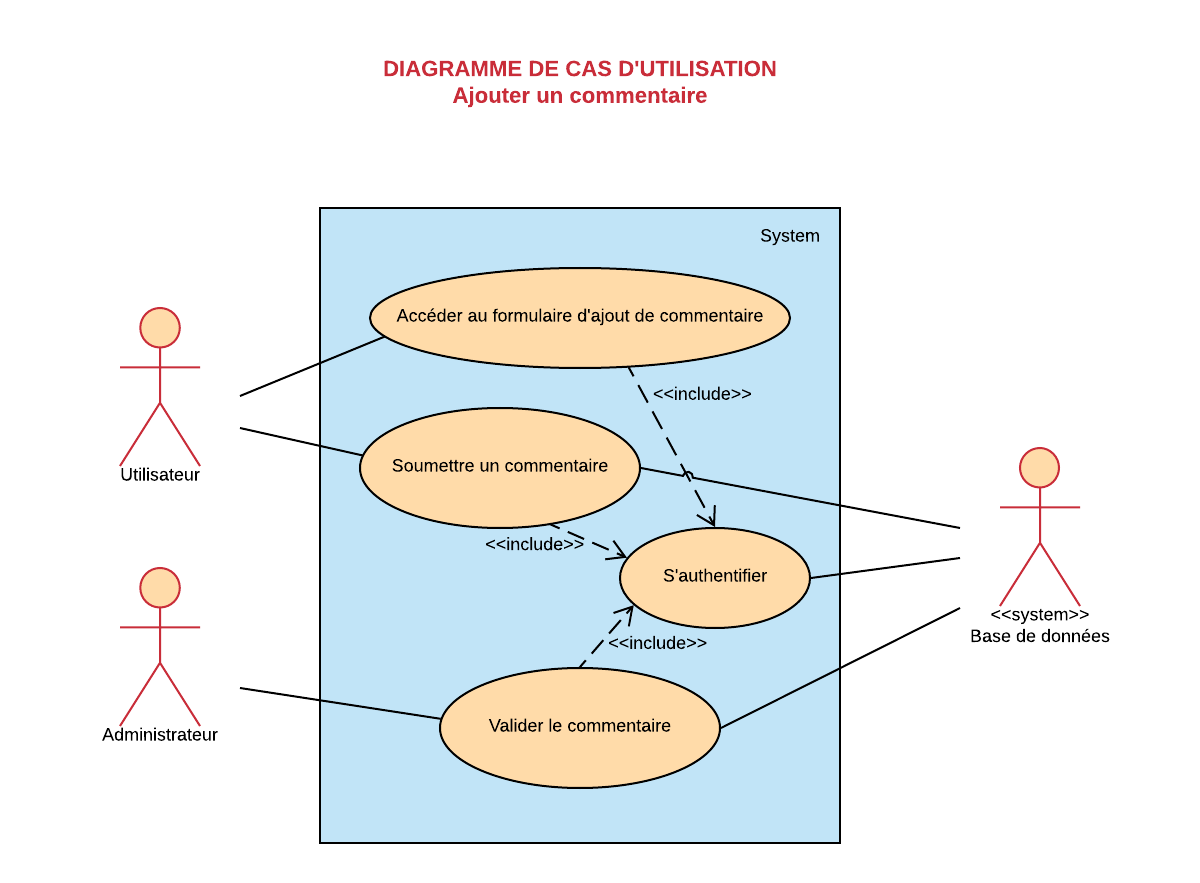 DIAGRAMME DE CAS D'UTILISATION
Ajouter un commentaire
System
Accéder au formulaire d'ajout de commentaire
<<include>>
Soumettre un commentaire
Utilisateur
<<include>>
S'authentifier
<<system>>
Base de données
<<include>>
Valider le commentaire
Administrateur